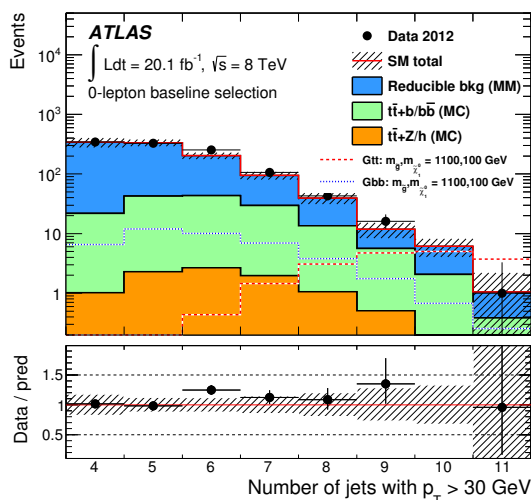 Events
ATLAS
∫ Ldt = 20.1 fb⁻¹, √s = 8 TeV
0-lepton baseline selection
Data 2012
SM total
Reducible bkg (MM)
tt̄+b/bb̄ (MC)
tt̄+Z/h (MC)
Gtt: m_g̃,m_χ̃₁⁰ = 1100,100 GeV
Gbb: m_g̃,m_χ̃₁⁰ = 1100,100 GeV
10⁴
10³
10²
10
1
Data / pred
1.5
1
0.5
4 5 6 7 8 9 10 11
Number of jets with p_T > 30 GeV